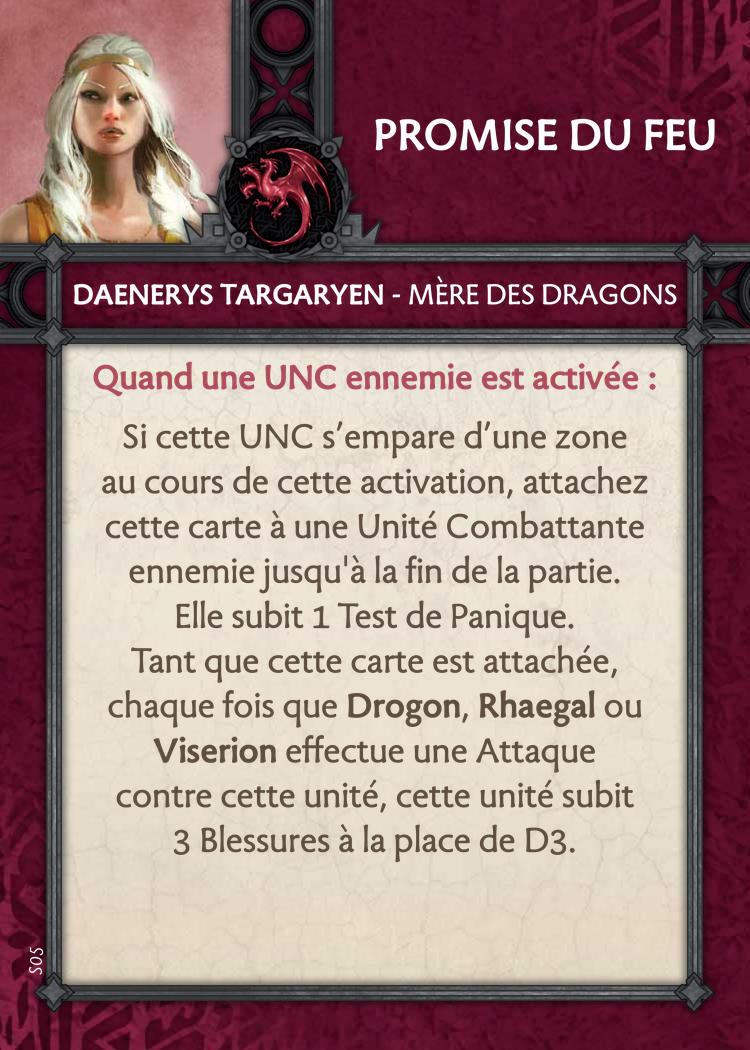 PROMISE DU FEU
DAENERYS TARGARYEN - MÈRE DES DRAGONS
Quand une UNC ennemie est activée :
Si cette UNC s’empare d’une zone
au cours de cette activation, attachez
cette carte à une Unité Combattante
ennemie jusqu'à la fin de la partie.
Elle subit 1 Test de Panique.
Tant que cette carte est attachée,
chaque fois que Drogon, Rhaegal ou
Viserion effectue une Attaque
contre cette unité, cette unité subit
3 Blessures à la place de D3.
S05